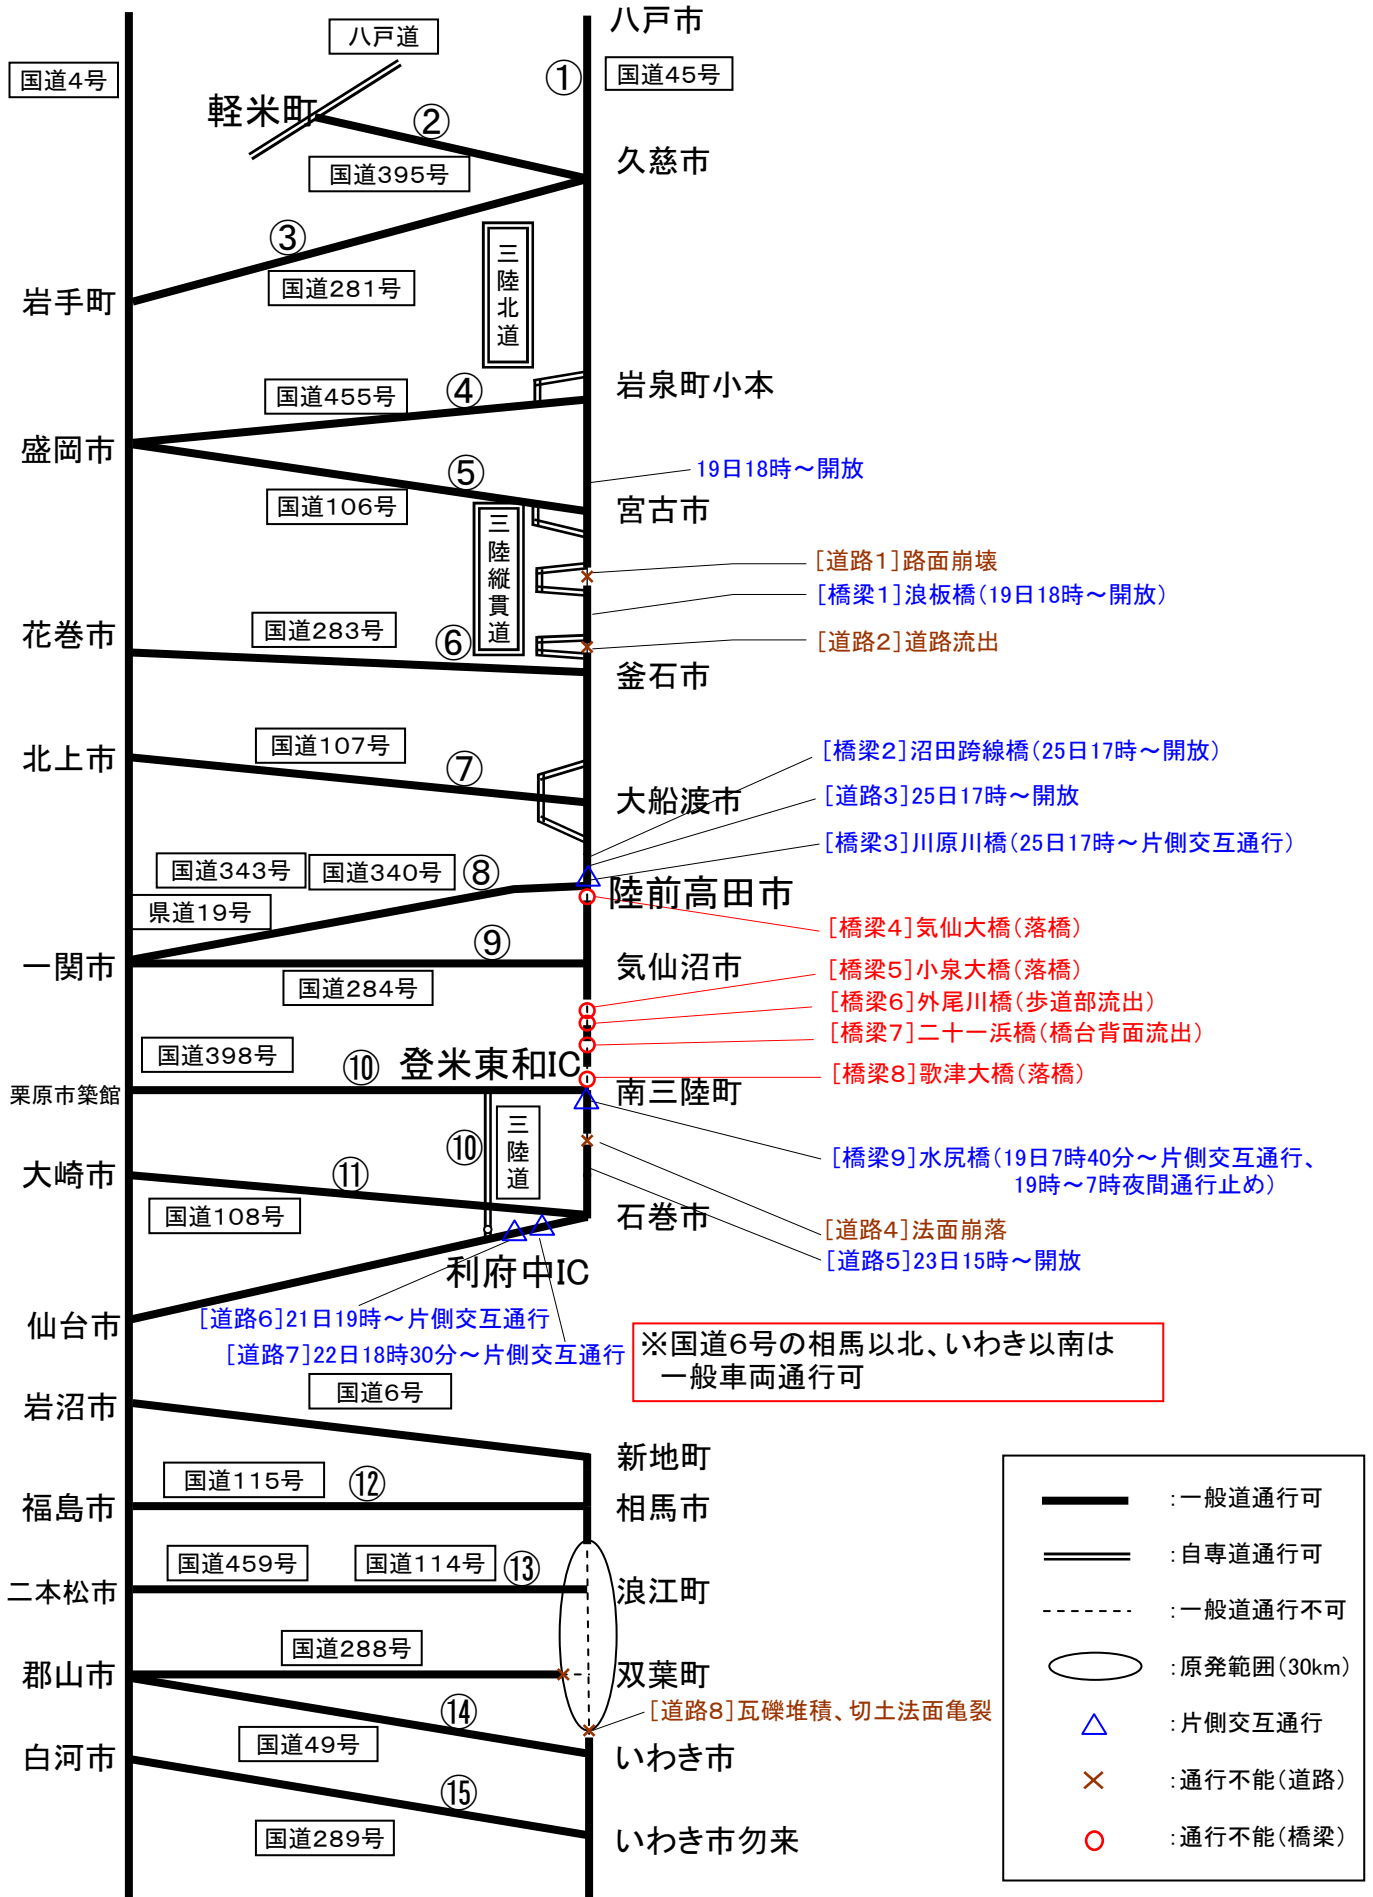 八戸市
八戸道
国道4号
①
国道45号
軽米町
②
久慈市
国道395号
③
三陸北道
国道281号
岩手町
岩泉町小本
④
国道455号
盛岡市
19日18時～開放
⑤
国道106号
宮古市
三陸縦貫道
[道路1]路面崩壊
[橋梁1]浪板橋(19日18時～開放)
国道283号
花巻市
⑥
[道路2]道路流出
釜石市
国道107号
北上市
[橋梁2]沼田跨線橋(25日17時～開放)
⑦
[道路3]25日17時～開放
大船渡市
[橋梁3]川原川橋(25日17時～片側交互通行)
国道343号
国道340号
⑧
陸前高田市
県道19号
[橋梁4]気仙大橋(落橋)
⑨
一関市
気仙沼市
[橋梁5]小泉大橋(落橋)
国道284号
[橋梁6]外尾川橋(歩道部流出)
[橋梁7]二十一浜橋(橋台背面流出)
国道398号
⑩
登米東和IC
[橋梁8]歌津大橋(落橋)
栗原市築館
南三陸町
三陸道
⑩
[橋梁9]水尻橋(19日7時40分～片側交互通行、
19時～7時夜間通行止め)
大崎市
⑪
国道108号
石巻市
[道路4]法面崩落
[道路5]23日15時～開放
利府中IC
[道路6]21日19時～片側交互通行
仙台市
[道路7]22日18時30分～片側交互通行
※国道6号の相馬以北、いわき以南は
一般車両通行可
国道6号
岩沼市
新地町
国道115号
⑫
福島市
相馬市
国道459号
国道114号
⑬
二本松市
浪江町
国道288号
郡山市
双葉町
[道路8]瓦礫堆積、切土法面亀裂
⑭
国道49号
白河市
いわき市
⑮
国道289号
いわき市勿来
:一般道通行可
:自専道通行可
:一般道通行不可
:原発範囲(30km)
:片側交互通行
:通行不能(道路)
:通行不能(橋梁)